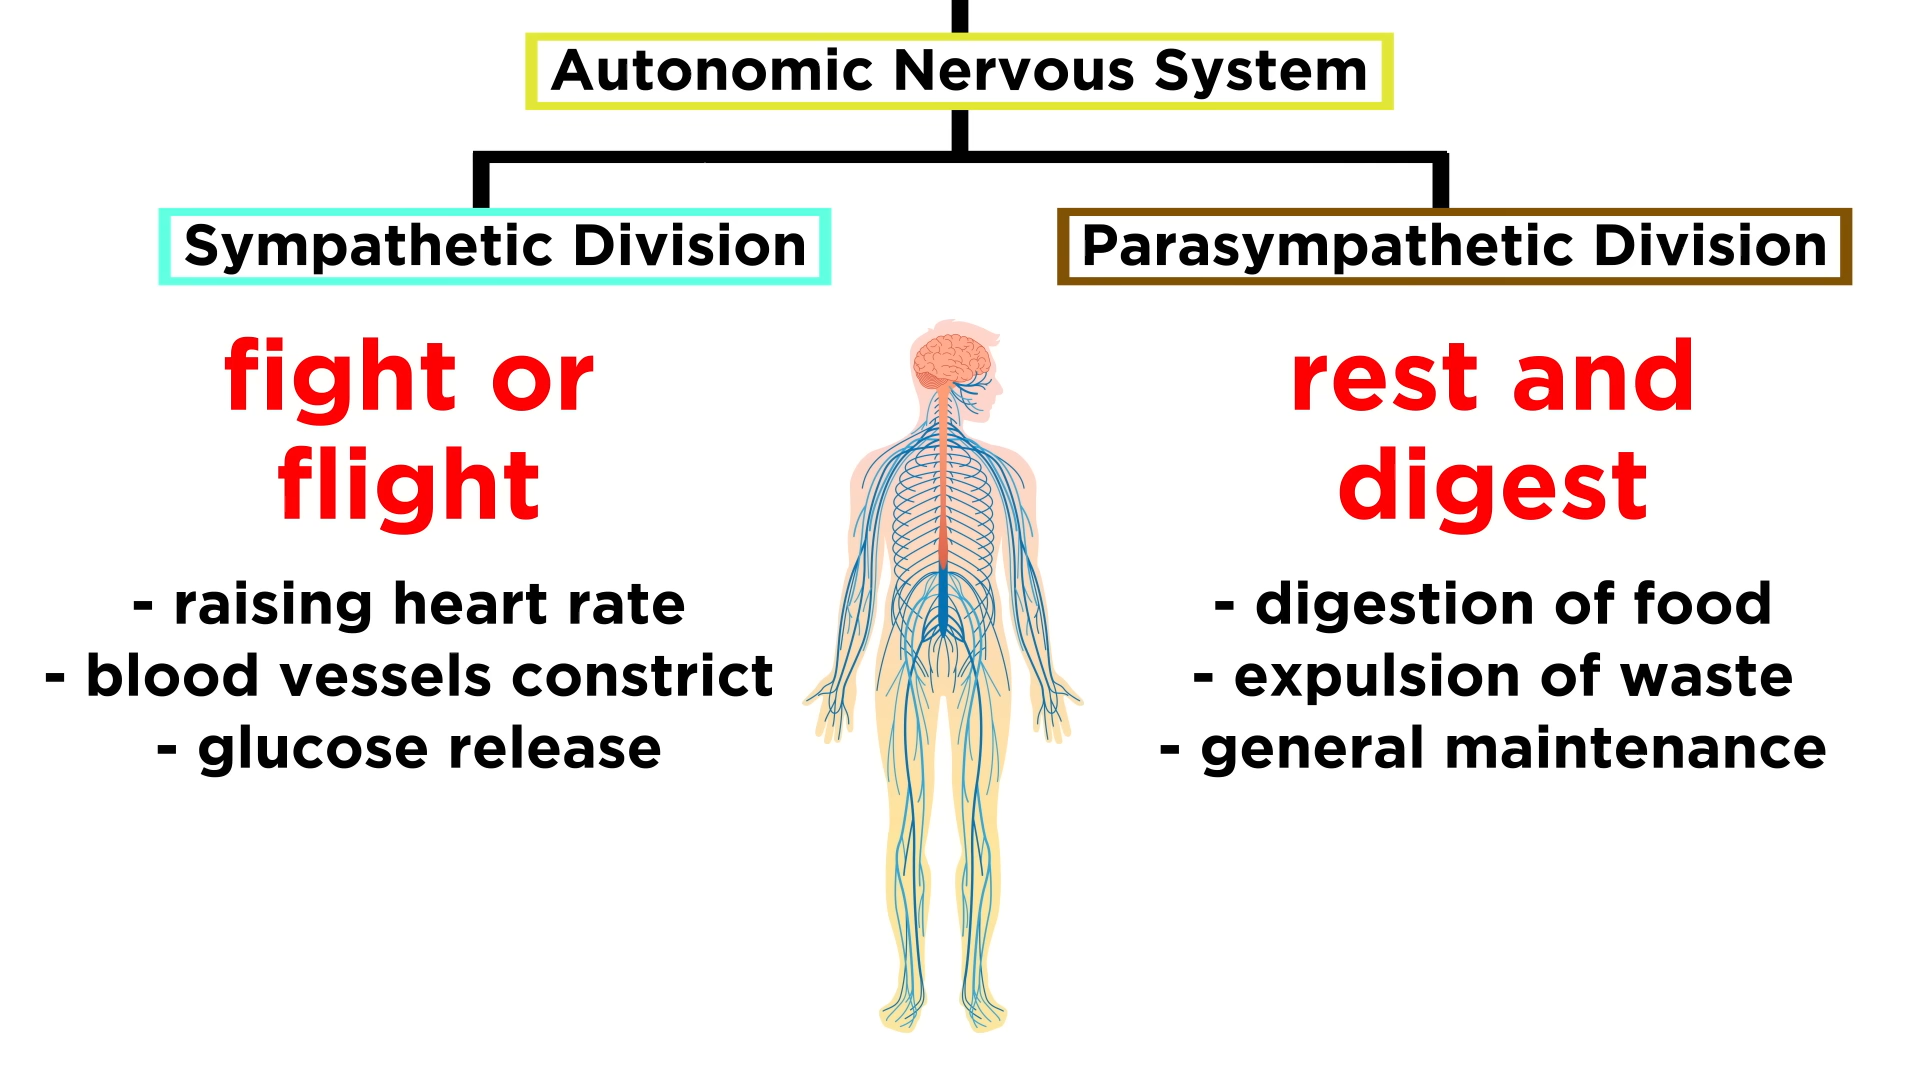 Autonomic Nervous System
Sympathetic Division
Parasympathetic Division
fight or
flight
- raising heart rate
- blood vessels constrict
- glucose release
rest and
digest
- digestion of food
- expulsion of waste
- general maintenance